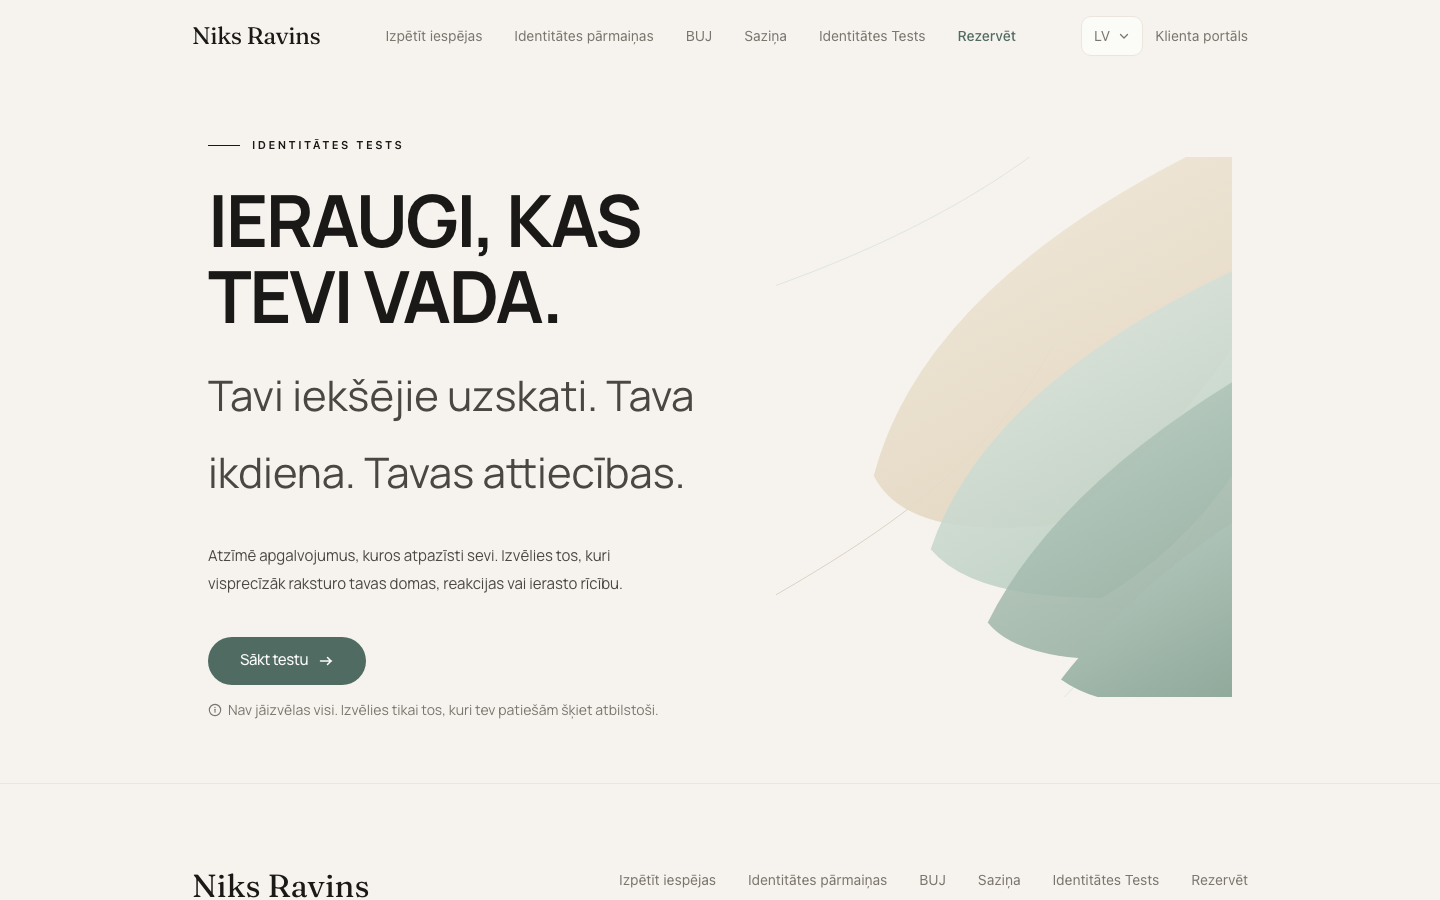 Niks Ravins
Izpētīt iespējas
Identitātes pārmaiņas
BUJ
Saziņa
Identitātes Tests
Rezervēt
LV
Klienta portāls
IDENTITĀTES TESTS
IERAUGI, KAS
TEVI VADA.
Tavi iekšējie uzskati. Tava
ikdiena. Tavas attiecības.
Atzīmē apgalvojumus, kuros atpazīsti sevi. Izvēlies tos, kuri
visprecīzāk raksturo tavas domas, reakcijas vai ierasto rīcību.
Sākt testu
Nav jāizvēlas visi. Izvēlies tikai tos, kuri tev patiešām šķiet atbilstoši.
Niks Ravins
Izpētīt iespējas
Identitātes pārmaiņas
BUJ
Saziņa
Identitātes Tests
Rezervēt